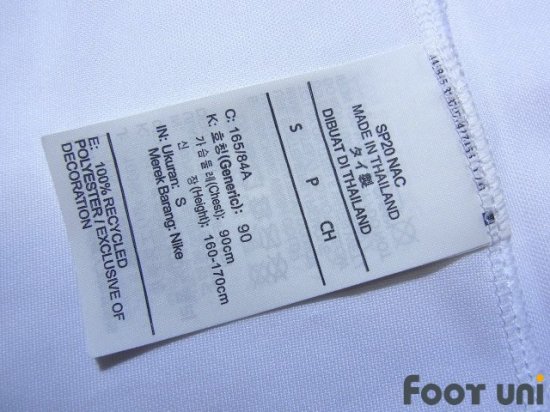 SP20 NAC
MADE IN THAILAND
タイ製
DIBUAT DI THAILAND
S P CH
C: 165/84A
K: 호칭(Generic): 90
가슴둘레(Chest): 90cm
신 장(Height): 160-170cm
IN: Ukuran: S
Merek Barang: Nike
E: 100% RECYCLED
POLYESTER / EXCLUSIVE OF
DECORATION
FOOT UNI